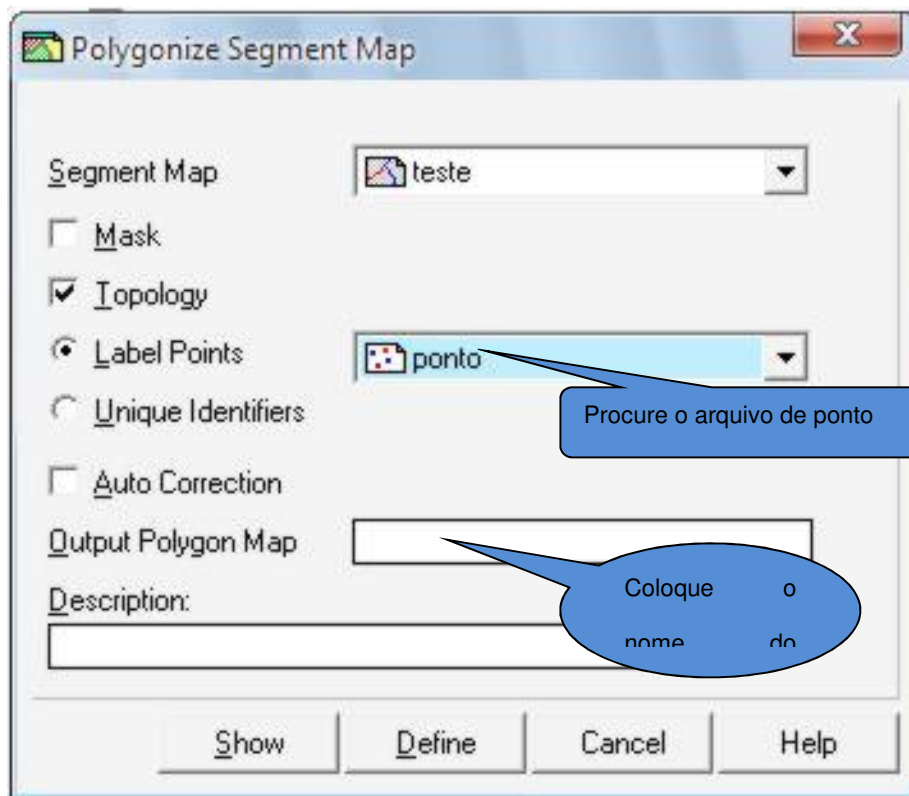 Polygonize Segment Map
Segment Map teste
Mask
Topology
Label Points ponto
Procure o arquivo de ponto
Unique Identifiers
Auto Correction
Output Polygon Map
Coloque o
nome do
Description:
Show Define Cancel Help